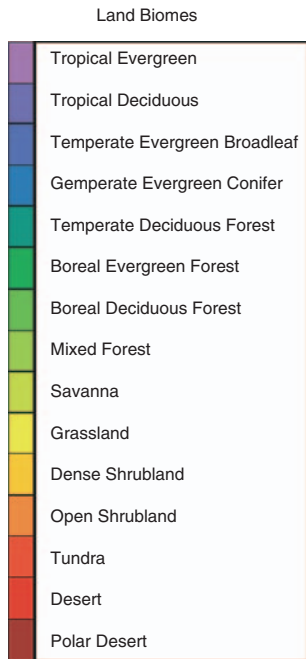 Land Biomes
Tropical Evergreen
Tropical Deciduous
Temperate Evergreen Broadleaf
Gemperate Evergreen Conifer
Temperate Deciduous Forest
Boreal Evergreen Forest
Boreal Deciduous Forest
Mixed Forest
Savanna
Grassland
Dense Shrubland
Open Shrubland
Tundra
Desert
Polar Desert